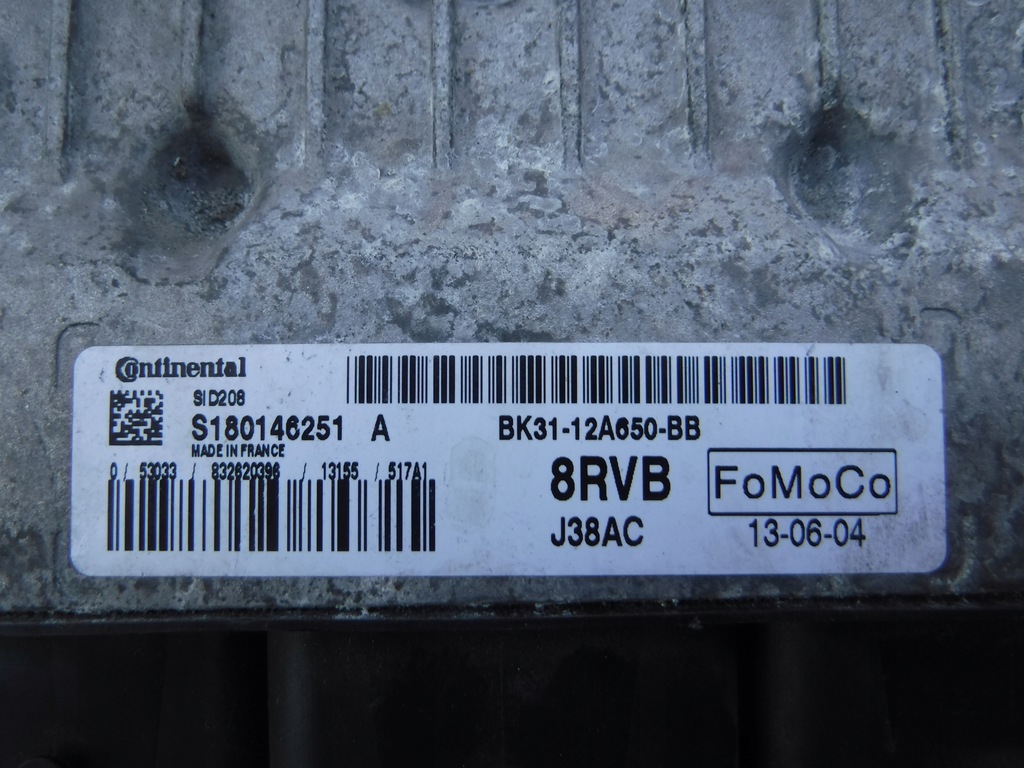 Continental
SID208
S180146251 A
MADE IN FRANCE
0 / 53033 / 832620396 / 13155 / 517A1
BK31-12A650-BB
8RVB
FoMoCo
J38AC
13-06-04